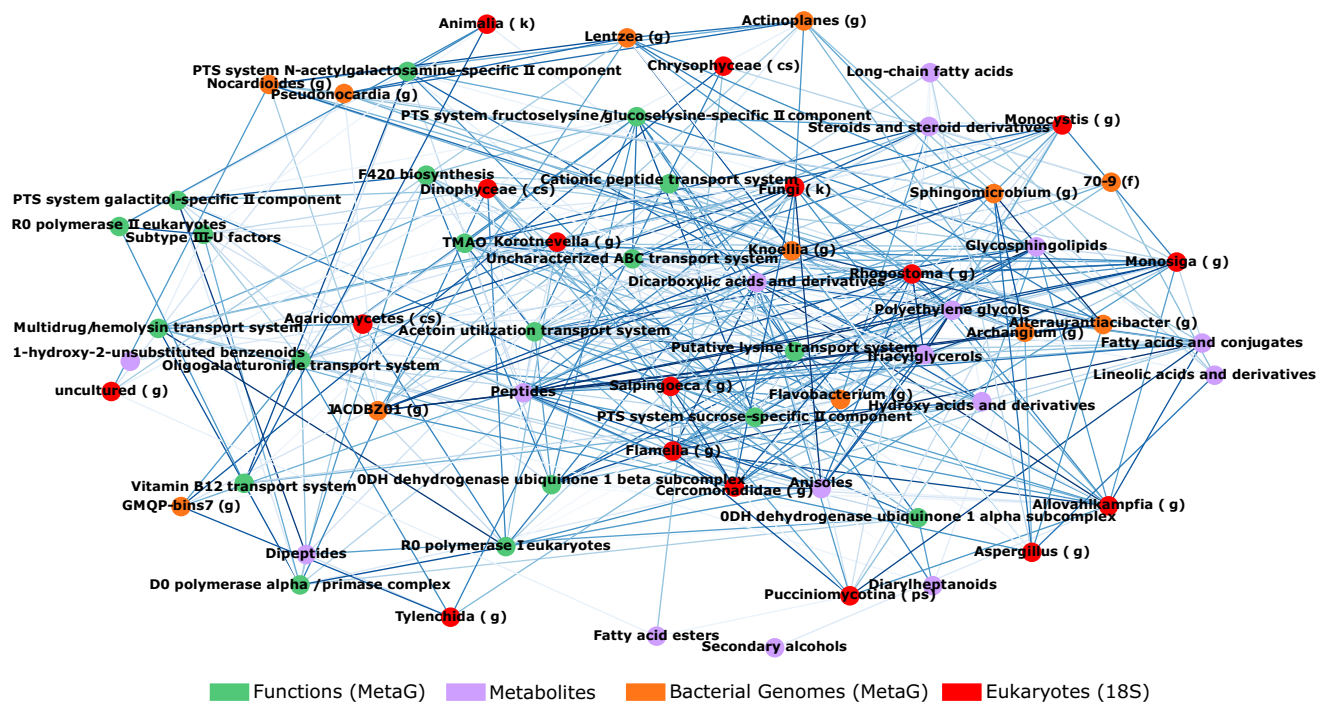 Actinoplanes (g)
Animalia ( k)
Lentzea (g)
Chrysophyceae ( cs)
PTS system N-acetylgalactosamine-specific II component
Long-chain fatty acids
Nocardioides (g)
Pseudonocardia (g)
PTS system fructoselysine/glucoselysine-specific II component
Monocystis ( g)
Steroids and steroid derivatives
F420 biosynthesis
Cationic peptide transport system
70-9 (f)
Dinophyceae ( cs)
Fungi ( k)
Sphingomicrobium (g)
PTS system galactitol-specific II component
R0 polymerase II eukaryotes
Subtype III-U factors
TMAO
Korotnevella ( g)
Knoellia (g)
Glycosphingolipids
Uncharacterized ABC transport system
Monosiga ( g)
Rhogostoma ( g)
Dicarboxylic acids and derivatives
Polyethylene glycols
Agaricomycetes ( cs)
Alteraurantiacibacter (g)
Multidrug/hemolysin transport system
Acetoin utilization transport system
Archangium (g)
Fatty acids and conjugates
Putative lysine transport system
1-hydroxy-2-unsubstituted benzenoids
Triacylglycerols
Oligogalacturonide transport system
Lineolic acids and derivatives
uncultured ( g)
Peptides
Salpingoeca ( g)
Flavobacterium (g)
Hydroxy acids and derivatives
JACDBZ01 (g)
PTS system sucrose-specific II component
Flamella ( g)
0DH dehydrogenase ubiquinone 1 beta subcomplex
Vitamin B12 transport system
Anisoles
Cercomonadidae ( g)
GMQP-bins7 (g)
Allovahlkampfia ( g)
0DH dehydrogenase ubiquinone 1 alpha subcomplex
R0 polymerase I eukaryotes
Dipeptides
Aspergillus ( g)
D0 polymerase alpha /primase complex
Diarylheptanoids
Pucciniomycotina ( ps)
Tylenchida ( g)
Fatty acid esters
Secondary alcohols
Functions (MetaG) Metabolites Bacterial Genomes (MetaG) Eukaryotes (18S)